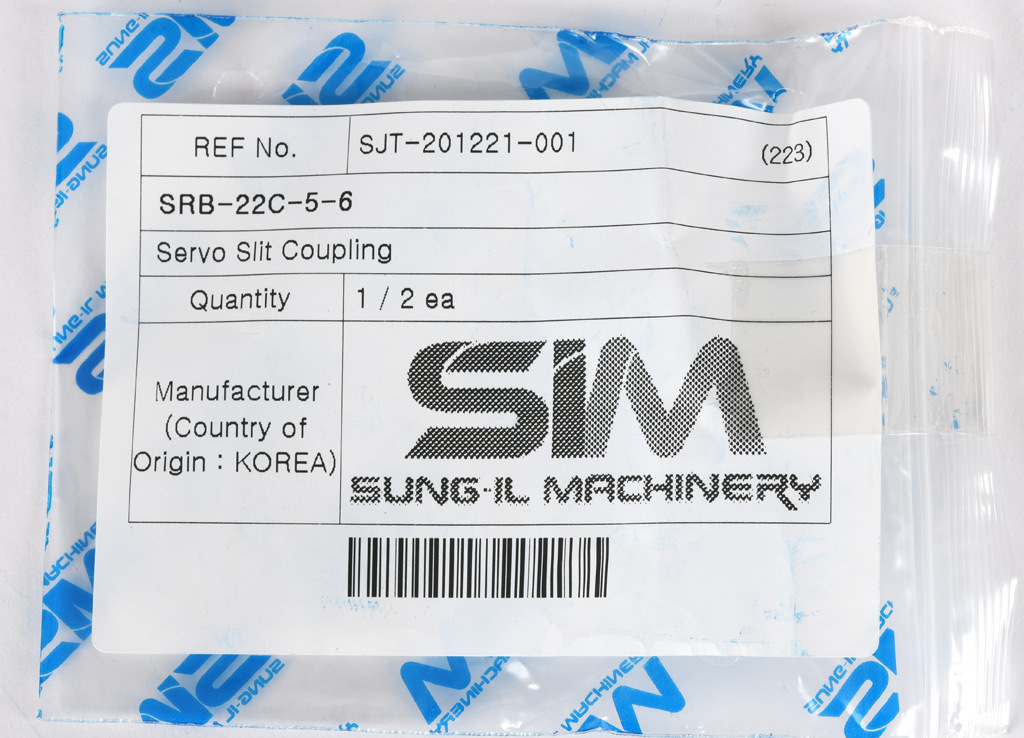 REF No. SJT-201221-001 (223)
SRB-22C-5-6
Servo Slit Coupling
Quantity 1 / 2 ea
Manufacturer
(Country of
Origin : KOREA)
SIM
SUNG-IL MACHINERY